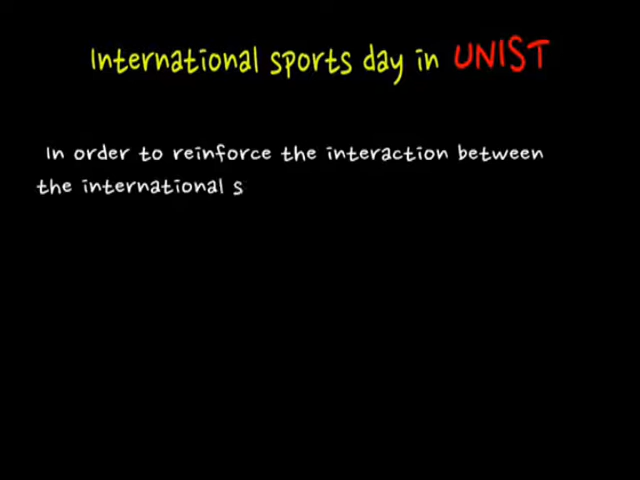 International sports day in UNIST
In order to reinforce the interaction between
the international s